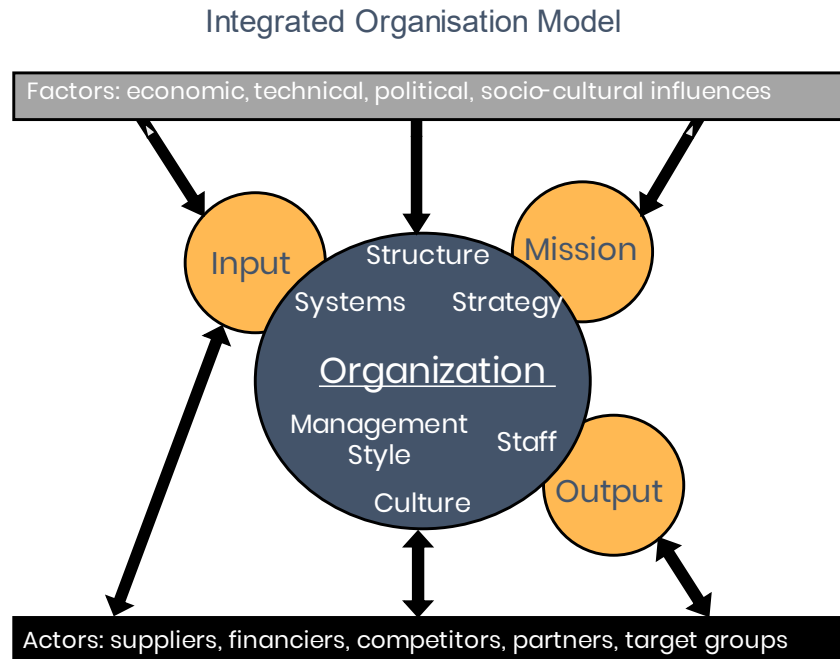 Integrated Organisation Model
Factors: economic, technical, political, socio-cultural influences
Input
Mission
Structure
Systems
Strategy
Organization
Management
Style
Staff
Culture
Output
Actors: suppliers, financiers, competitors, partners, target groups